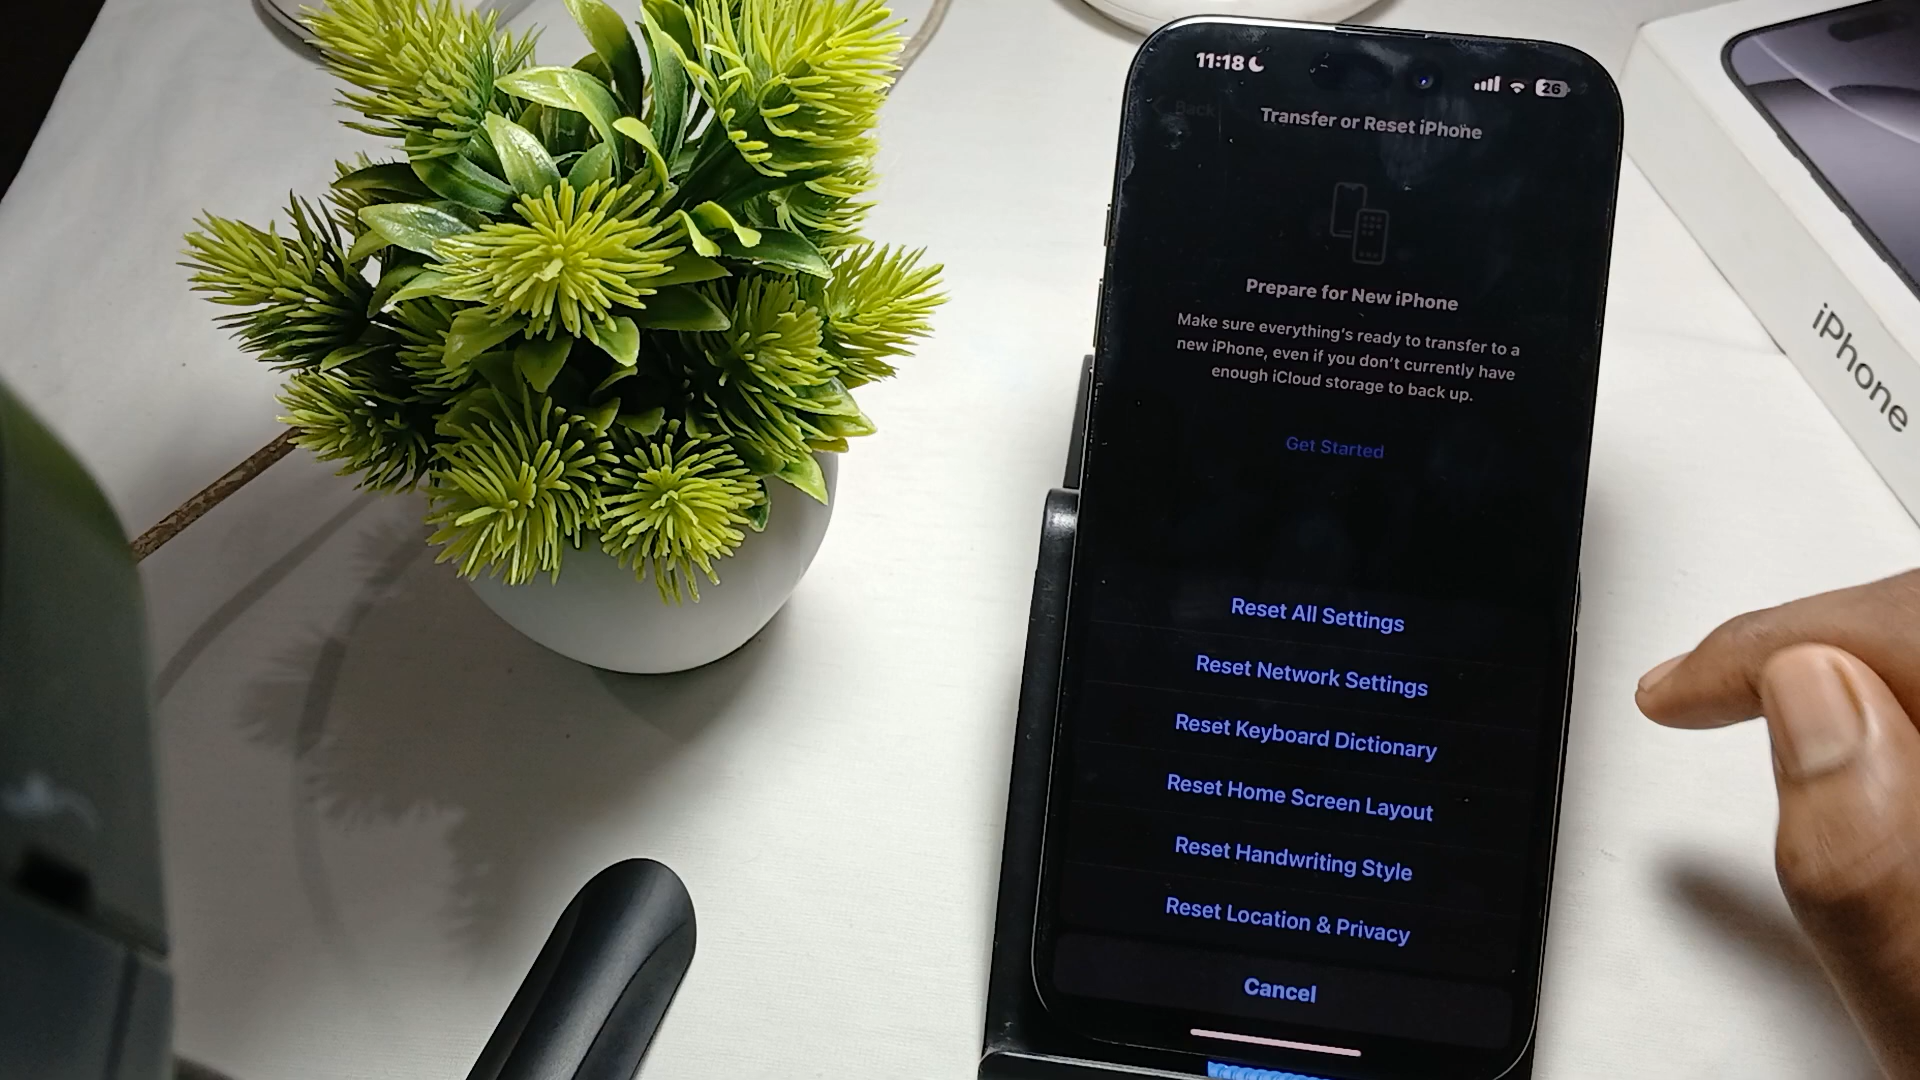 11:18
26
Back
Transfer or Reset iPhone
Prepare for New iPhone
Make sure everything's ready to transfer to a
new iPhone, even if you don't currently have
enough iCloud storage to back up.
Get Started
Reset All Settings
Reset Network Settings
Reset Keyboard Dictionary
Reset Home Screen Layout
Reset Handwriting Style
Reset Location & Privacy
Cancel
iPhone